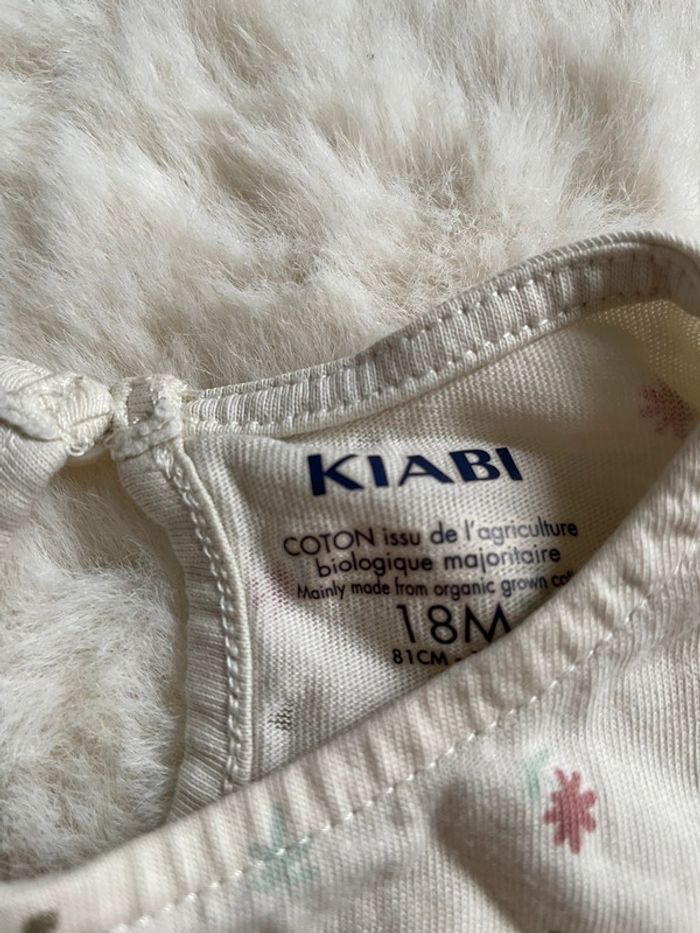 KIABI
COTON issu de l'agriculture
biologique majoritaire
Mainly made from organic grown
18M
81CM -